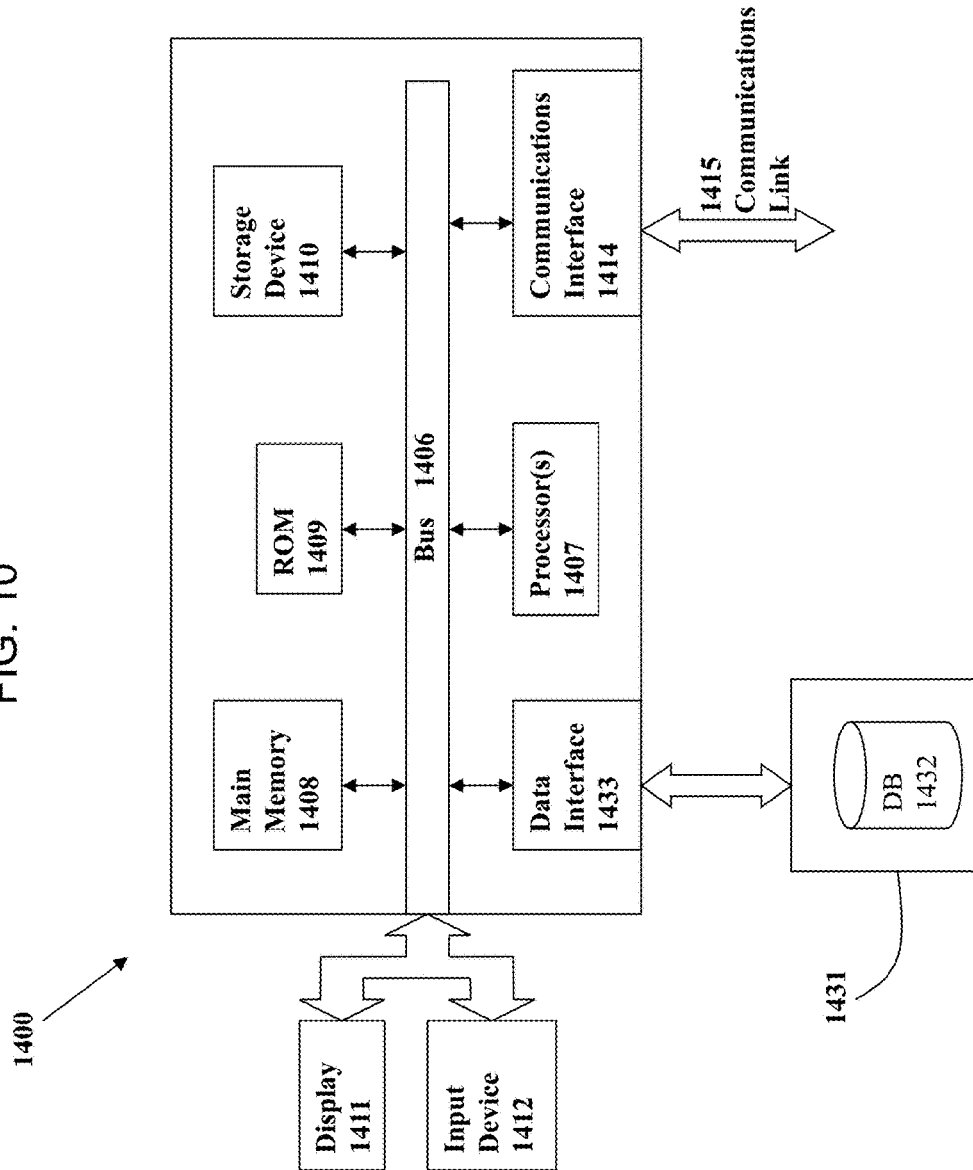 FIG. 10
1400
Display
1411
Input
Device
1412
Main
Memory
1408
ROM
1409
Storage
Device
1410
Bus 1406
Data
Interface
1433
Processor(s)
1407
Communications
Interface
1414
1415
Communications
Link
DB
1432
1431